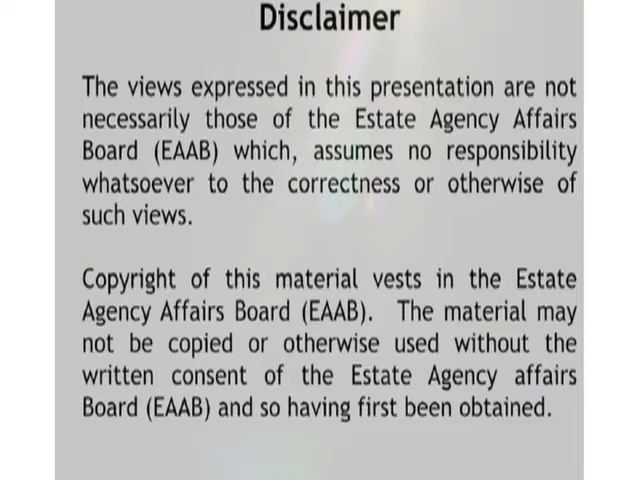 Disclaimer
The views expressed in this presentation are not
necessarily those of the Estate Agency Affairs
Board (EAAB) which, assumes no responsibility
whatsoever to the correctness or otherwise of
such views.
Copyright of this material vests in the Estate
Agency Affairs Board (EAAB). The material may
not be copied or otherwise used without the
written consent of the Estate Agency affairs
Board (EAAB) and so having first been obtained.